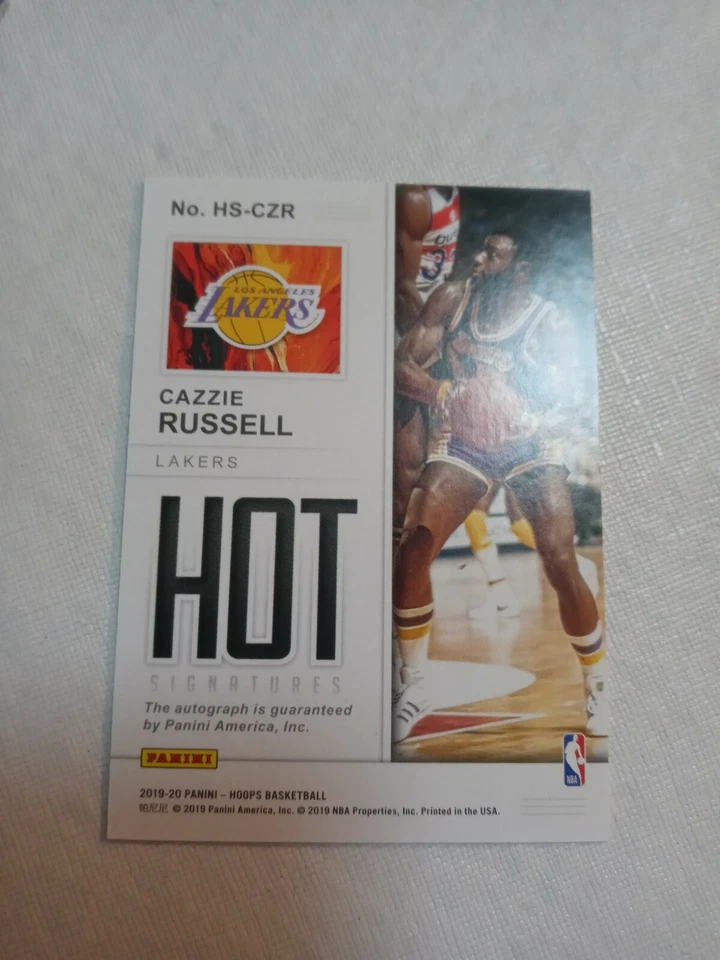 No. HS-CZR
LOS ANGELES
LAKERS
CAZZIE
RUSSELL
LAKERS
HOT
SIGNATURES
The autograph is guaranteed
by Panini America, Inc.
PANINI
NBA
2019-20 PANINI – HOOPS BASKETBALL
帕尼尼 © 2019 Panini America, Inc. © 2019 NBA Properties, Inc. Printed in the USA.